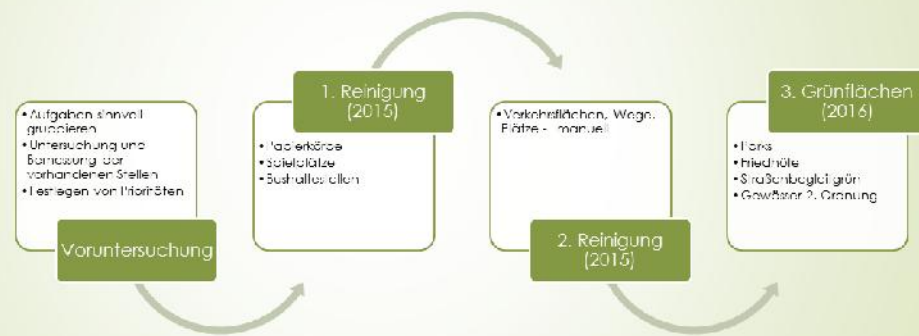 • Aufgaben sinnvoll
gruppieren
• Untersuchung und
Bemessung der
vorhandenen Stellen
• Festlegen von Prioritäten
Voruntersuchung
1. Reinigung
(2015)
• Papierkörbe
• Spielplätze
• Bushaltestellen
• Verkehrsflächen, Wege,
Plätze - manuell
2. Reinigung
(2015)
3. Grünflächen
(2016)
• Parks
• Friedhöfe
• Straßenbegleitgrün
• Gewässer 2. Ordnung